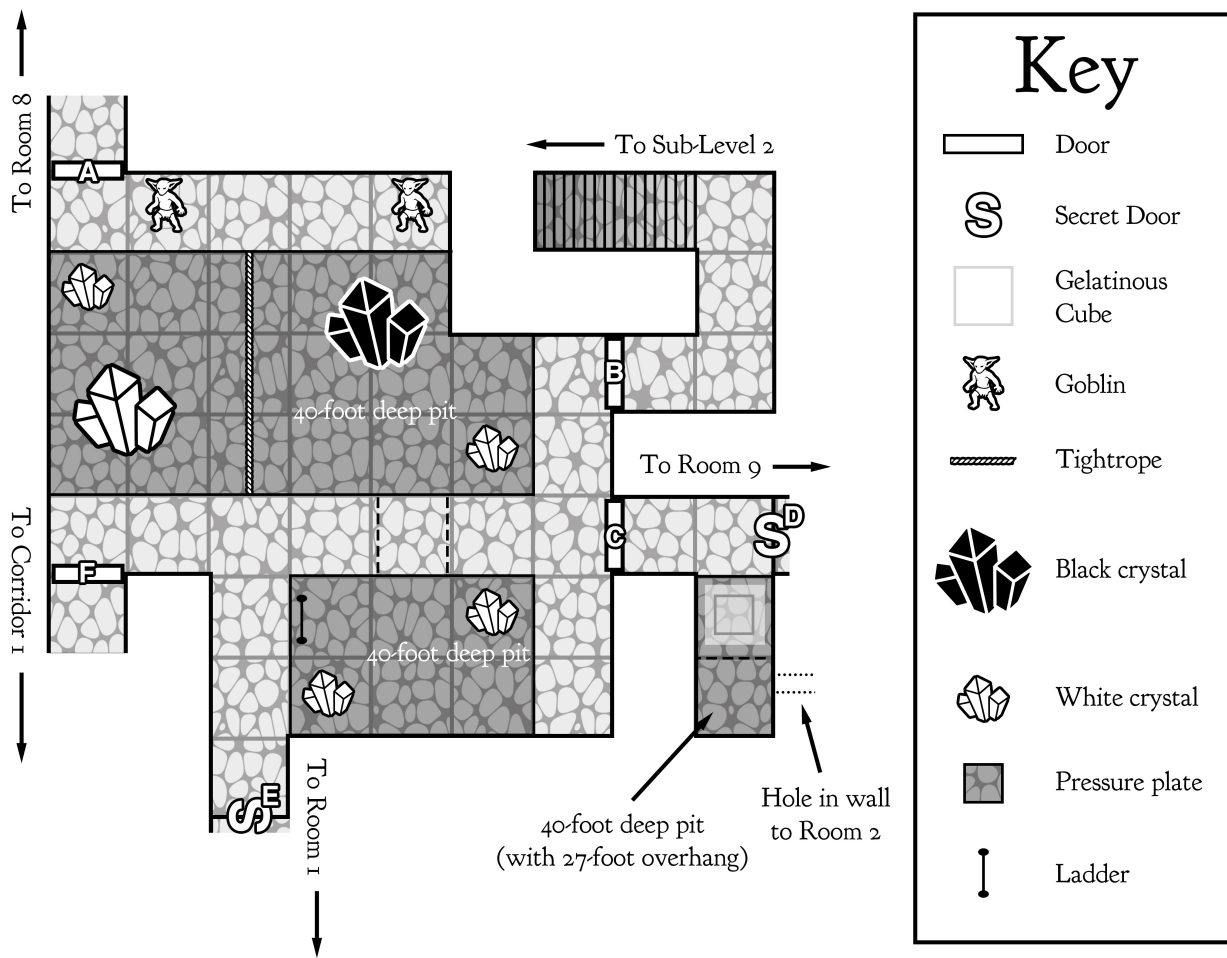 To Room 8
A
To Sub-Level 2
B
40-foot deep pit
To Room 9
C
S
D
To Corridor 1
F
40-foot deep pit
S
E
To Room 1
40-foot deep pit
(with 27-foot overhang)
Hole in wall
to Room 2
Key
Door
S
Secret Door
Gelatinous
Cube
Goblin
Tightrope
Black crystal
White crystal
Pressure plate
Ladder